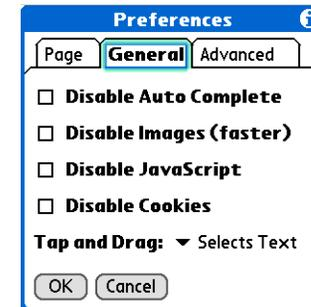 Preferences i
Page General Advanced
Disable Auto Complete
Disable Images (faster)
Disable JavaScript
Disable Cookies
Tap and Drag: Selects Text
OK Cancel